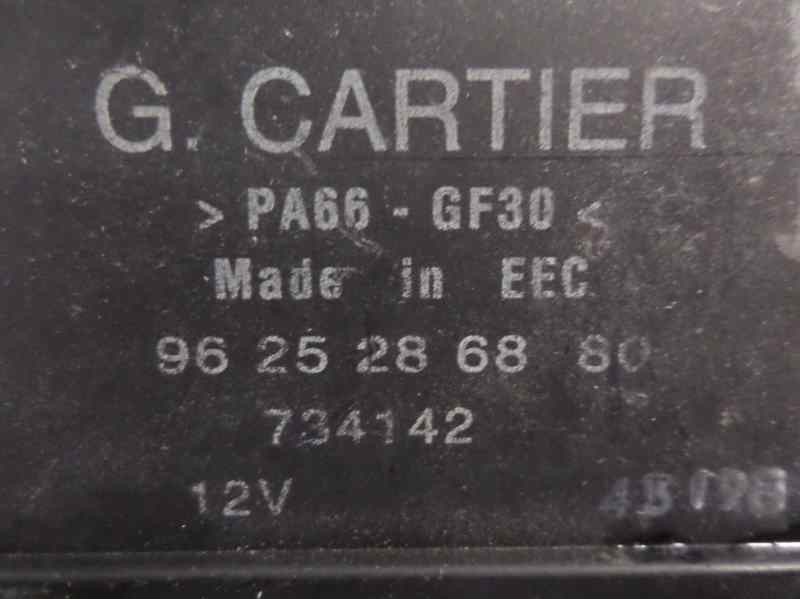 G. CARTIER
> PA66 - GF30 <
Made in EEC
96 25 28 68 80
734142
12V